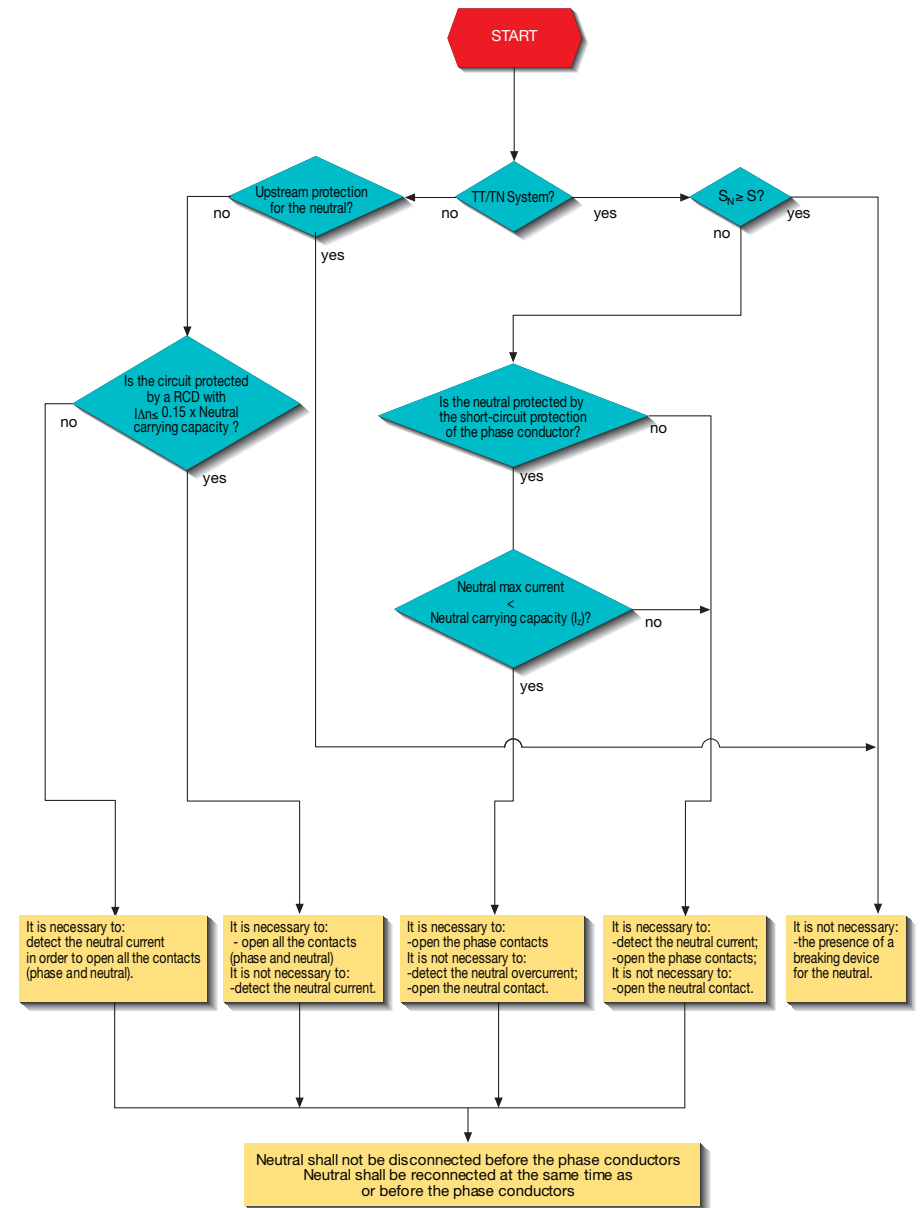 START
Upstream protection
for the neutral?
TT/TN System?
S_N ≥ S?
no
no
yes
yes
no
yes
Is the circuit protected
by a RCD with
I∆n≤ 0.15 x Neutral
carrying capacity ?
Is the neutral protected by
the short-circuit protection
of the phase conductor?
no
no
yes
yes
Neutral max current
<
Neutral carrying capacity (I_z)?
no
yes
It is necessary to:
detect the neutral current
in order to open all the contacts
(phase and neutral).
It is necessary to:
- open all the contacts
(phase and neutral)
It is not necessary to:
-detect the neutral current.
It is necessary to:
-open the phase contacts
It is not necessary to:
-detect the neutral overcurrent;
-open the neutral contact.
It is necessary to:
-detect the neutral current;
-open the phase contacts;
It is not necessary to:
-open the neutral contact.
It is not necessary:
-the presence of a
breaking device
for the neutral.
Neutral shall not be disconnected before the phase conductors
Neutral shall be reconnected at the same time as
or before the phase conductors